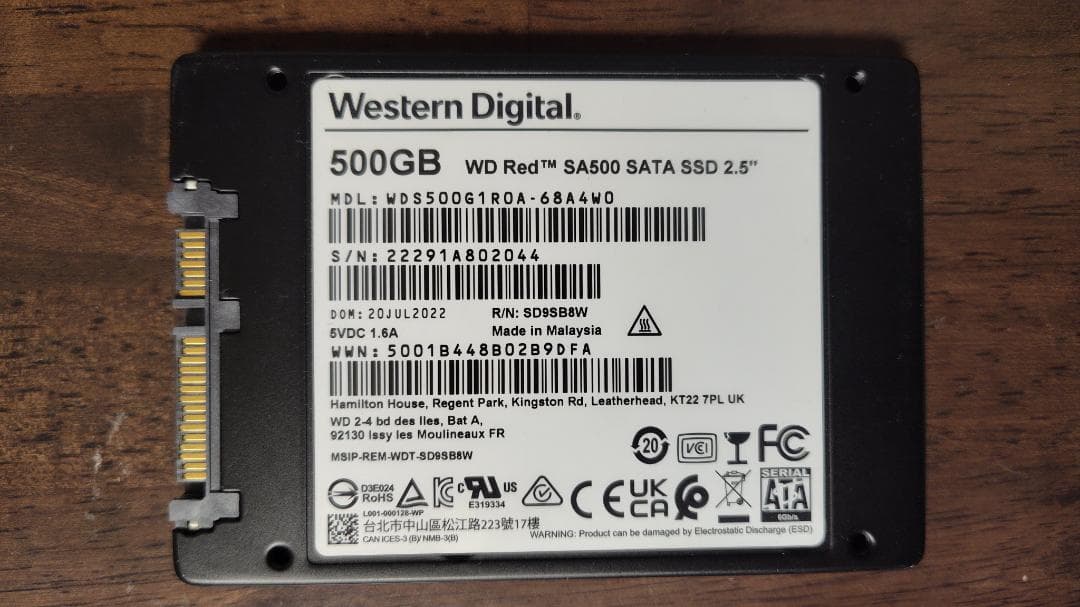 Western Digital®
500GB WD Red™ SA500 SATA SSD 2.5"
MDL: WDS500G1R0A-68A4W0
S/N: 22291A802044
DOM: 20JUL2022 R/N: SD9SB8W
5VDC 1.6A Made in Malaysia
WWN: 5001B448B02B9DFA
Hamilton House, Regent Park, Kingston Rd, Leatherhead, KT22 7PL UK
WD 2-4 bd des Iles, Bat A,
92130 Issy les Moulineaux FR
MSIP-REM-WDT-SD9SB8W
20 VCI FC
D3E024
RoHS
c UL US
E319334
CE
UK
CA
SERIAL
ATA
6Gb/s
L001-000128-WP
台北市中山區松江路223號17樓
CAN ICES-3 (B)/ NMB-3(B)
WARNING: Product can be damaged by Electrostatic Discharge (ESD)